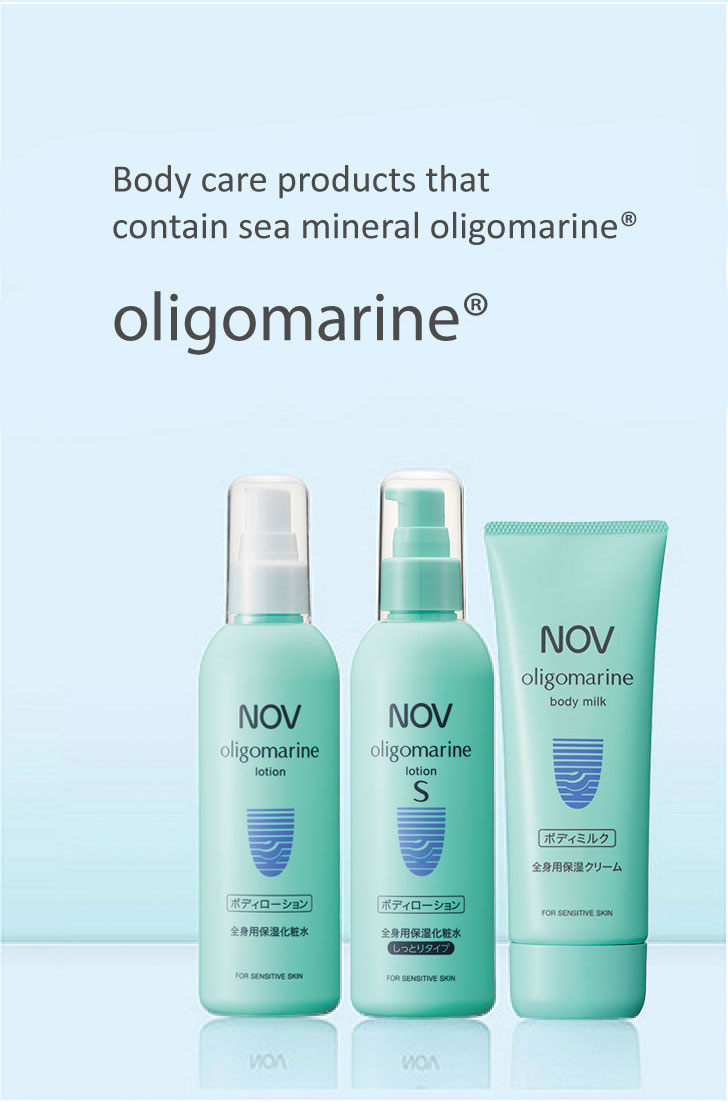 Body care products that
contain sea mineral oligomarine®
oligomarine®
NOV
oligomarine
lotion
ボディローション
全身用保湿化粧水
FOR SENSITIVE SKIN
NOV
oligomarine
lotion
S
ボディローション
全身用保湿化粧水
しっとりタイプ
FOR SENSITIVE SKIN
NOV
oligomarine
body milk
ボディミルク
全身用保湿クリーム
FOR SENSITIVE SKIN